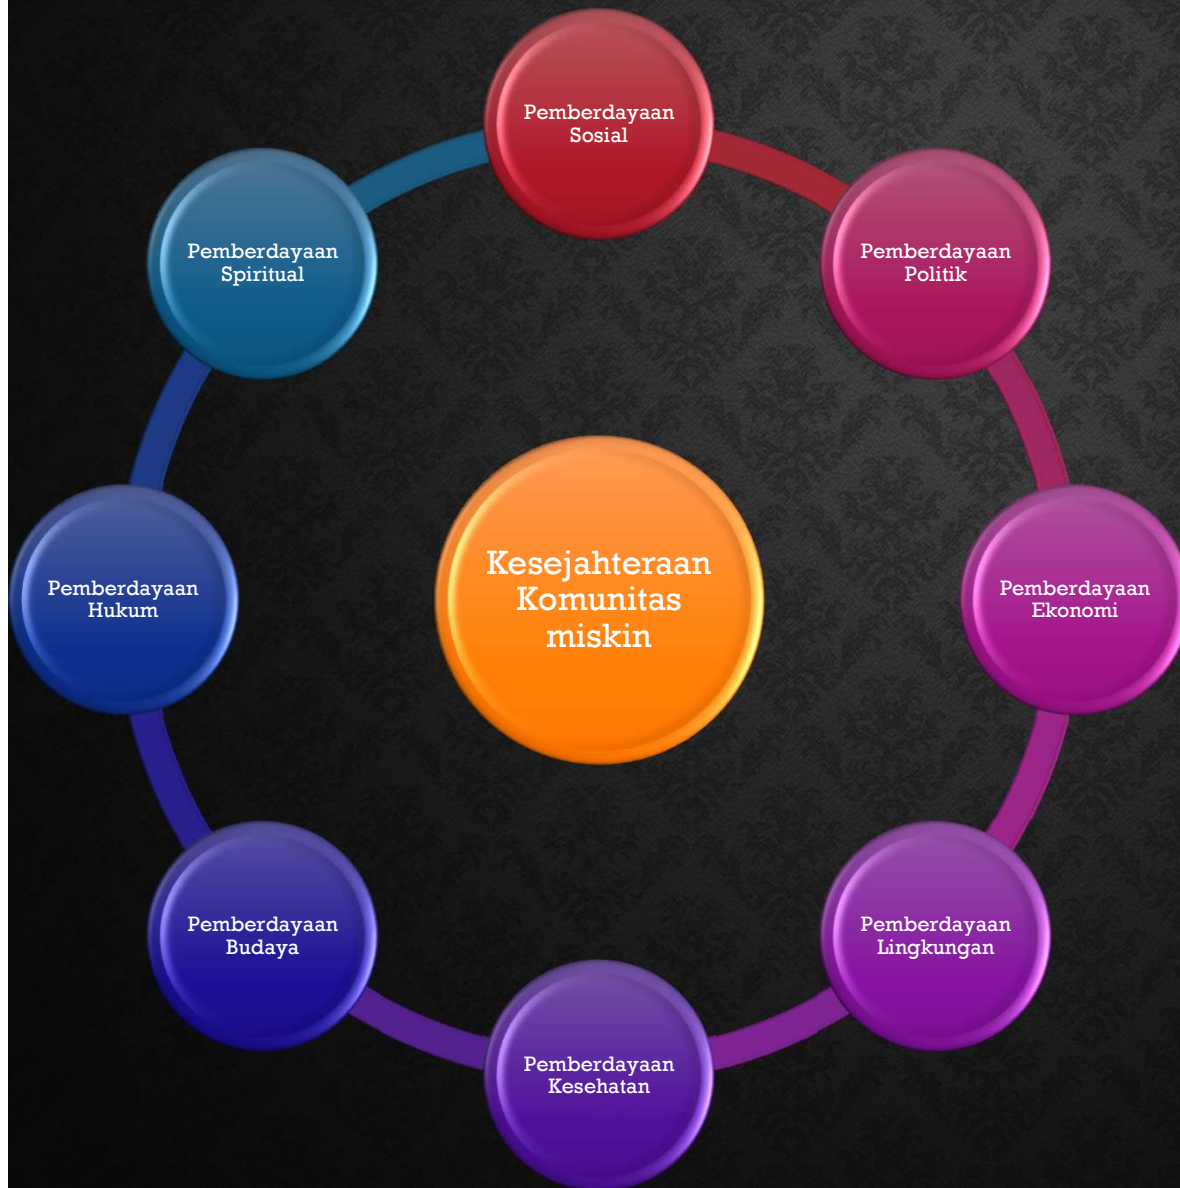 Pemberdayaan
Sosial
Pemberdayaan
Politik
Pemberdayaan
Ekonomi
Pemberdayaan
Lingkungan
Pemberdayaan
Kesehatan
Pemberdayaan
Budaya
Pemberdayaan
Hukum
Pemberdayaan
Spiritual
Kesejahteraan
Komunitas
miskin